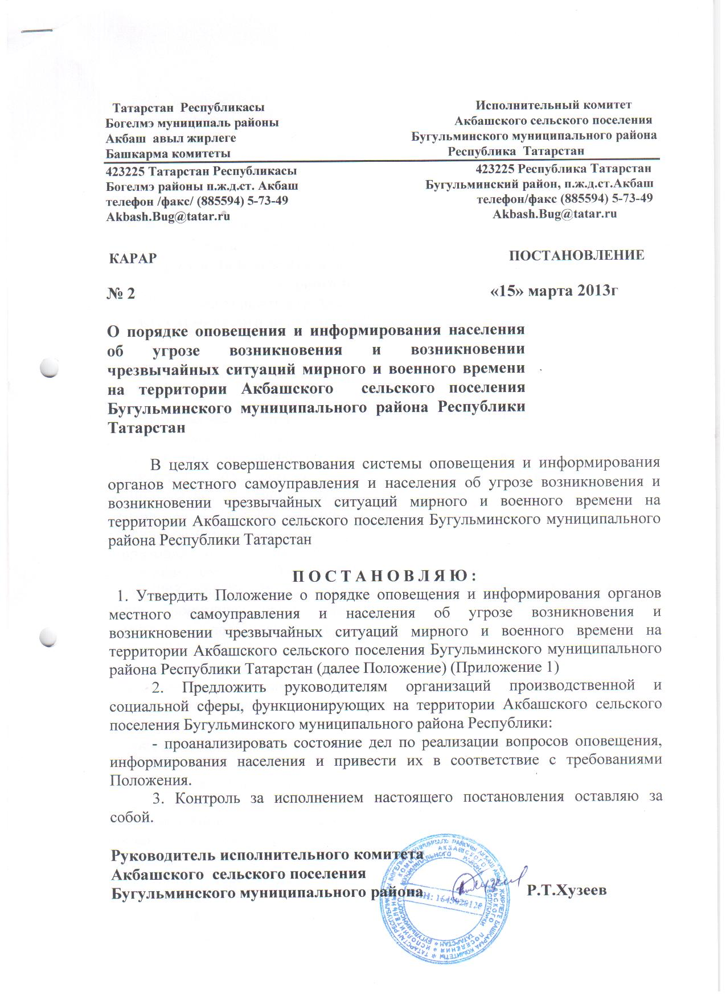 Татарстан Республикасы
Богелмэ муниципаль районы
Акбаш авыл жирлеге
Башкарма комитеты
Исполнительный комитет
Акбашского сельского поселения
Бугульминского муниципального района
Республика Татарстан
423225 Татарстан Республикасы
Богелмэ районы п.ж.д.ст. Акбаш
телефон /факс/ (885594) 5-73-49
Akbash.Bug@tatar.ru
423225 Республика Татарстан
Бугульминский район, п.ж.д.ст.Акбаш
телефон/факс (885594) 5-73-49
Akbash.Bug@tatar.ru
КАРАР
ПОСТАНОВЛЕНИЕ
№ 2
«15» марта 2013г
О порядке оповещения и информирования населения
об угрозе возникновения и возникновении
чрезвычайных ситуаций мирного и военного времени
на территории Акбашского сельского поселения
Бугульминского муниципального района Республики
Татарстан
В целях совершенствования системы оповещения и информирования
органов местного самоуправления и населения об угрозе возникновения и
возникновении чрезвычайных ситуаций мирного и военного времени на
территории Акбашского сельского поселения Бугульминского муниципального
района Республики Татарстан
П О С Т А Н О В Л Я Ю :
1. Утвердить Положение о порядке оповещения и информирования органов
местного самоуправления и населения об угрозе возникновения и
возникновении чрезвычайных ситуаций мирного и военного времени на
территории Акбашского сельского поселения Бугульминского муниципального
района Республики Татарстан (далее Положение) (Приложение 1)
2. Предложить руководителям организаций производственной и
социальной сферы, функционирующих на территории Акбашского сельского
поселения Бугульминского муниципального района Республики:
- проанализировать состояние дел по реализации вопросов оповещения,
информирования населения и привести их в соответствие с требованиями
Положения.
3. Контроль за исполнением настоящего постановления оставляю за
собой.
Руководитель исполнительного комитета
Акбашского сельского поселения
Бугульминского муниципального района
Р.Т.Хузеев